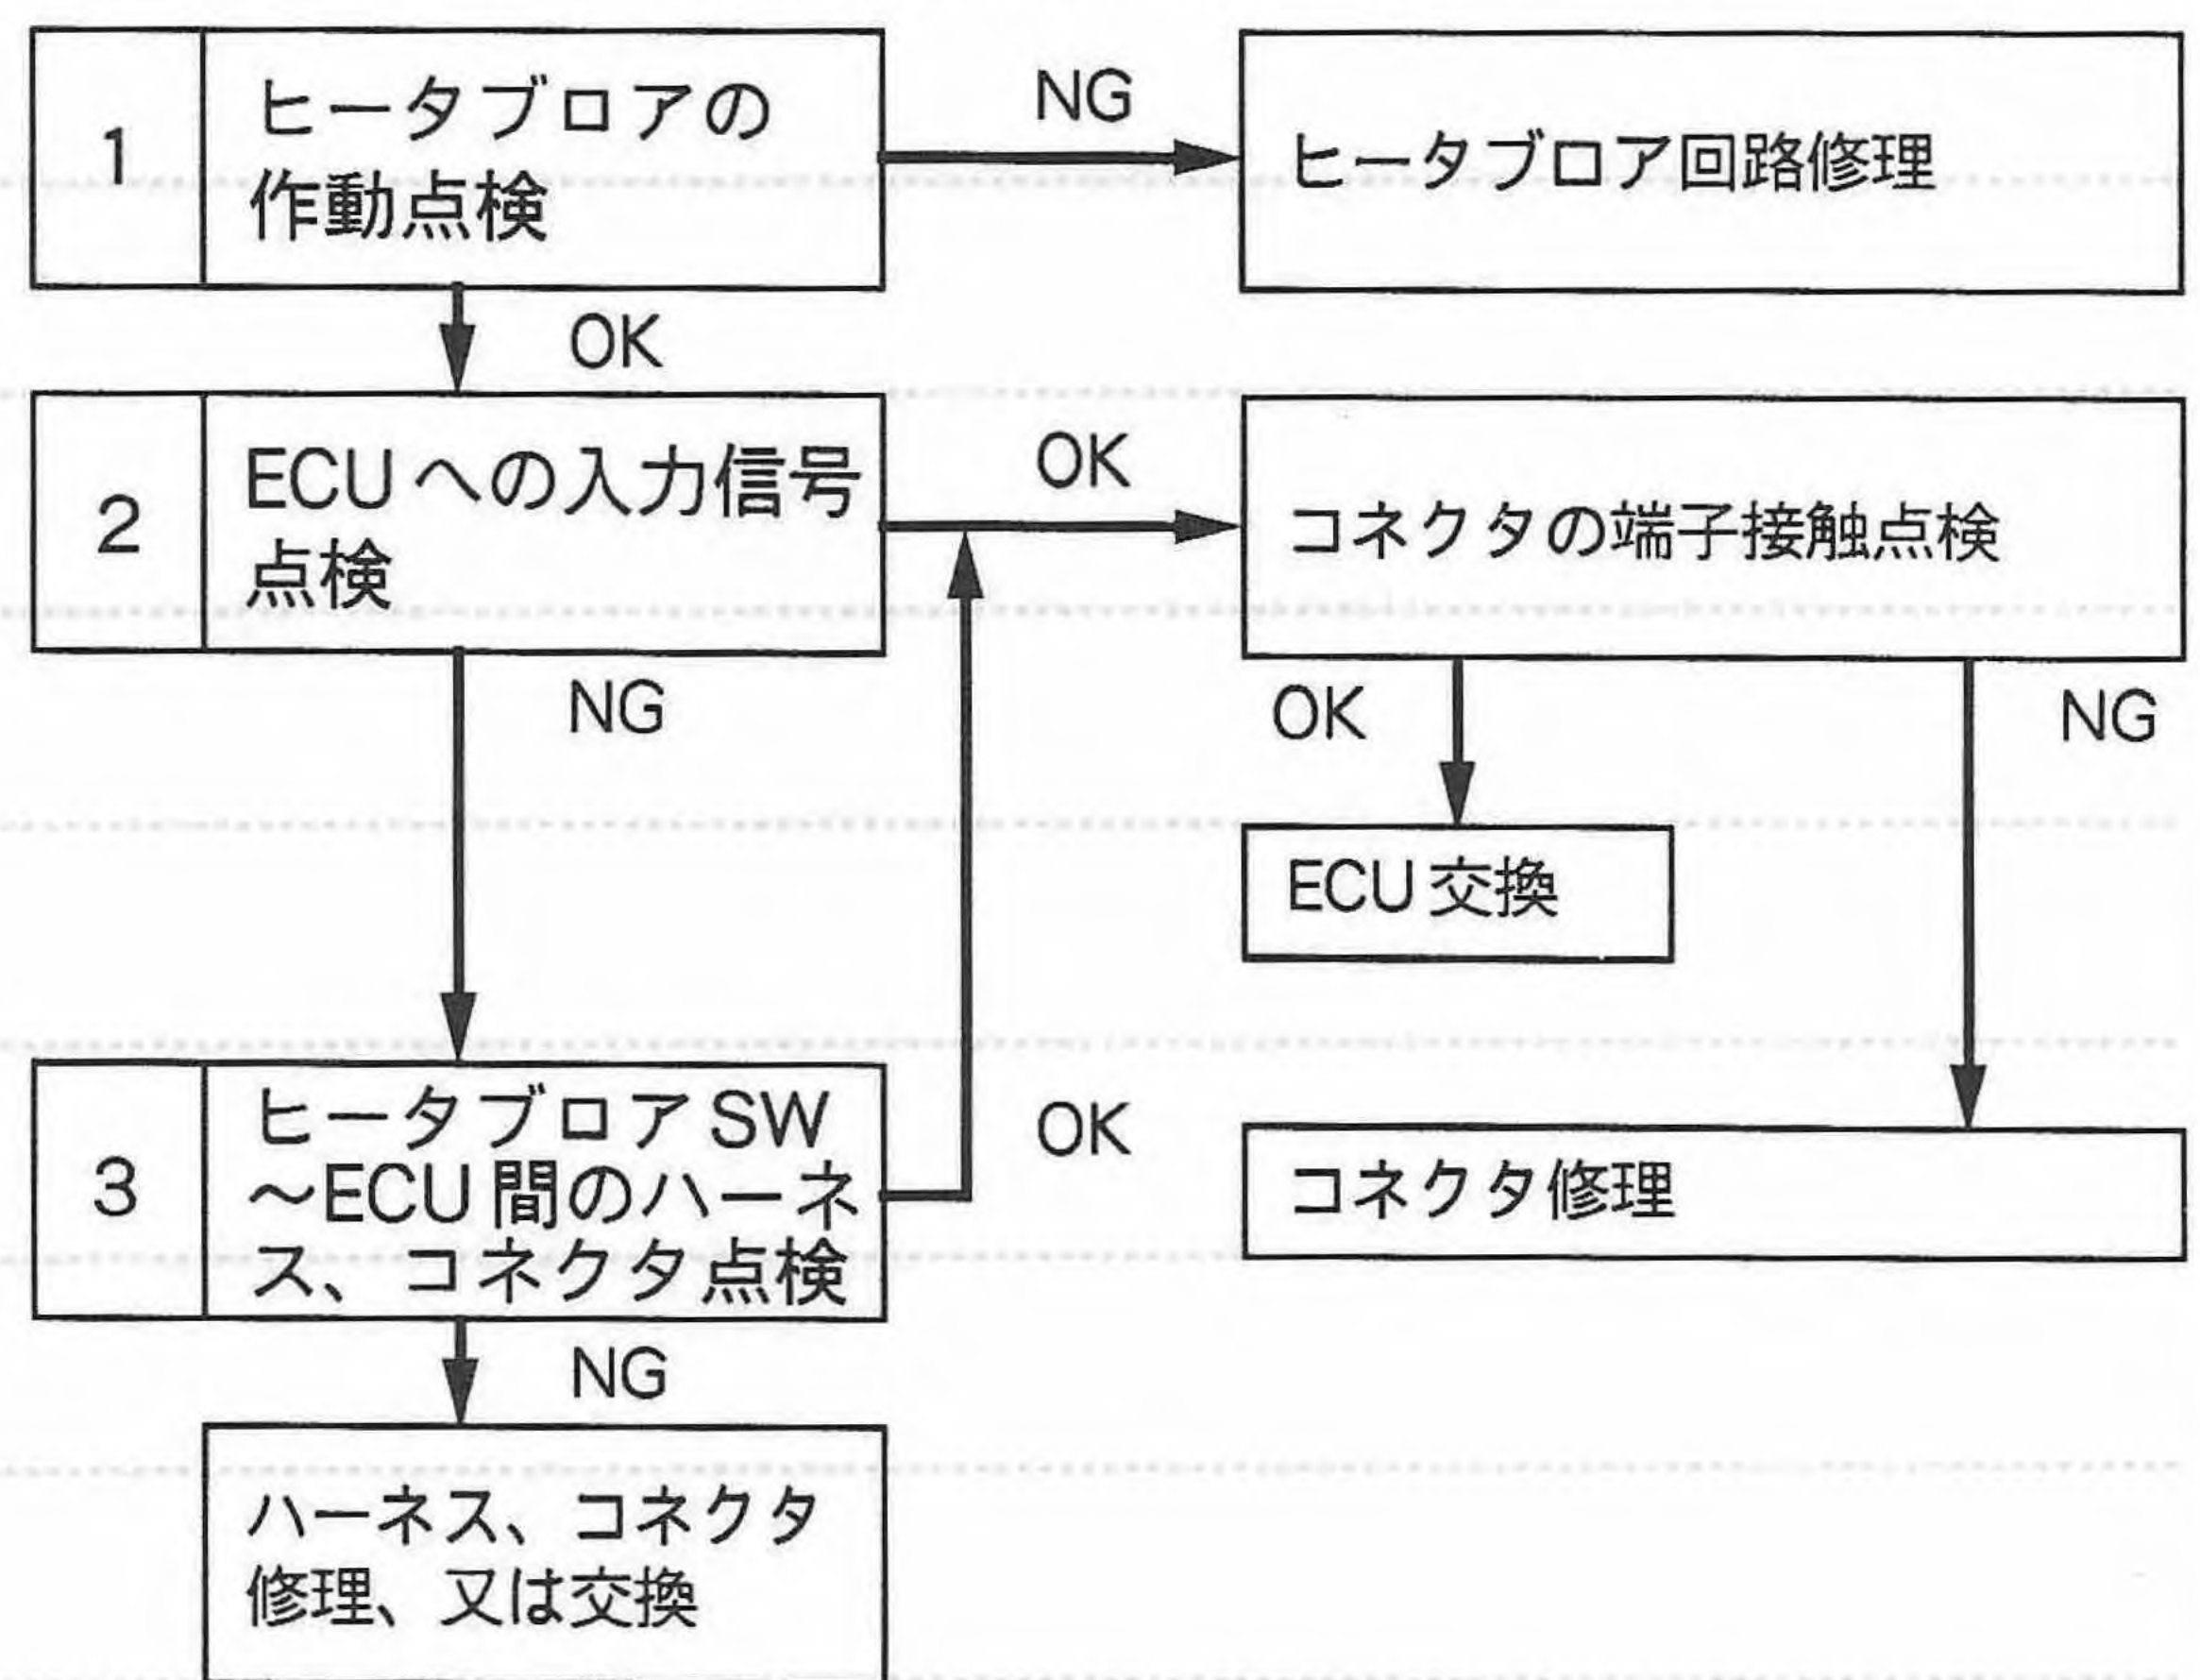 1
ヒータブロアの
作動点検
NG
ヒータブロア回路修理
OK
2
ECUへの入力信号
点検
OK
コネクタの端子接触点検
NG
OK
NG
ECU交換
3
ヒータブロアSW
～ECU間のハーネ
ス、コネクタ点検
OK
コネクタ修理
NG
ハーネス、コネクタ
修理、又は交換